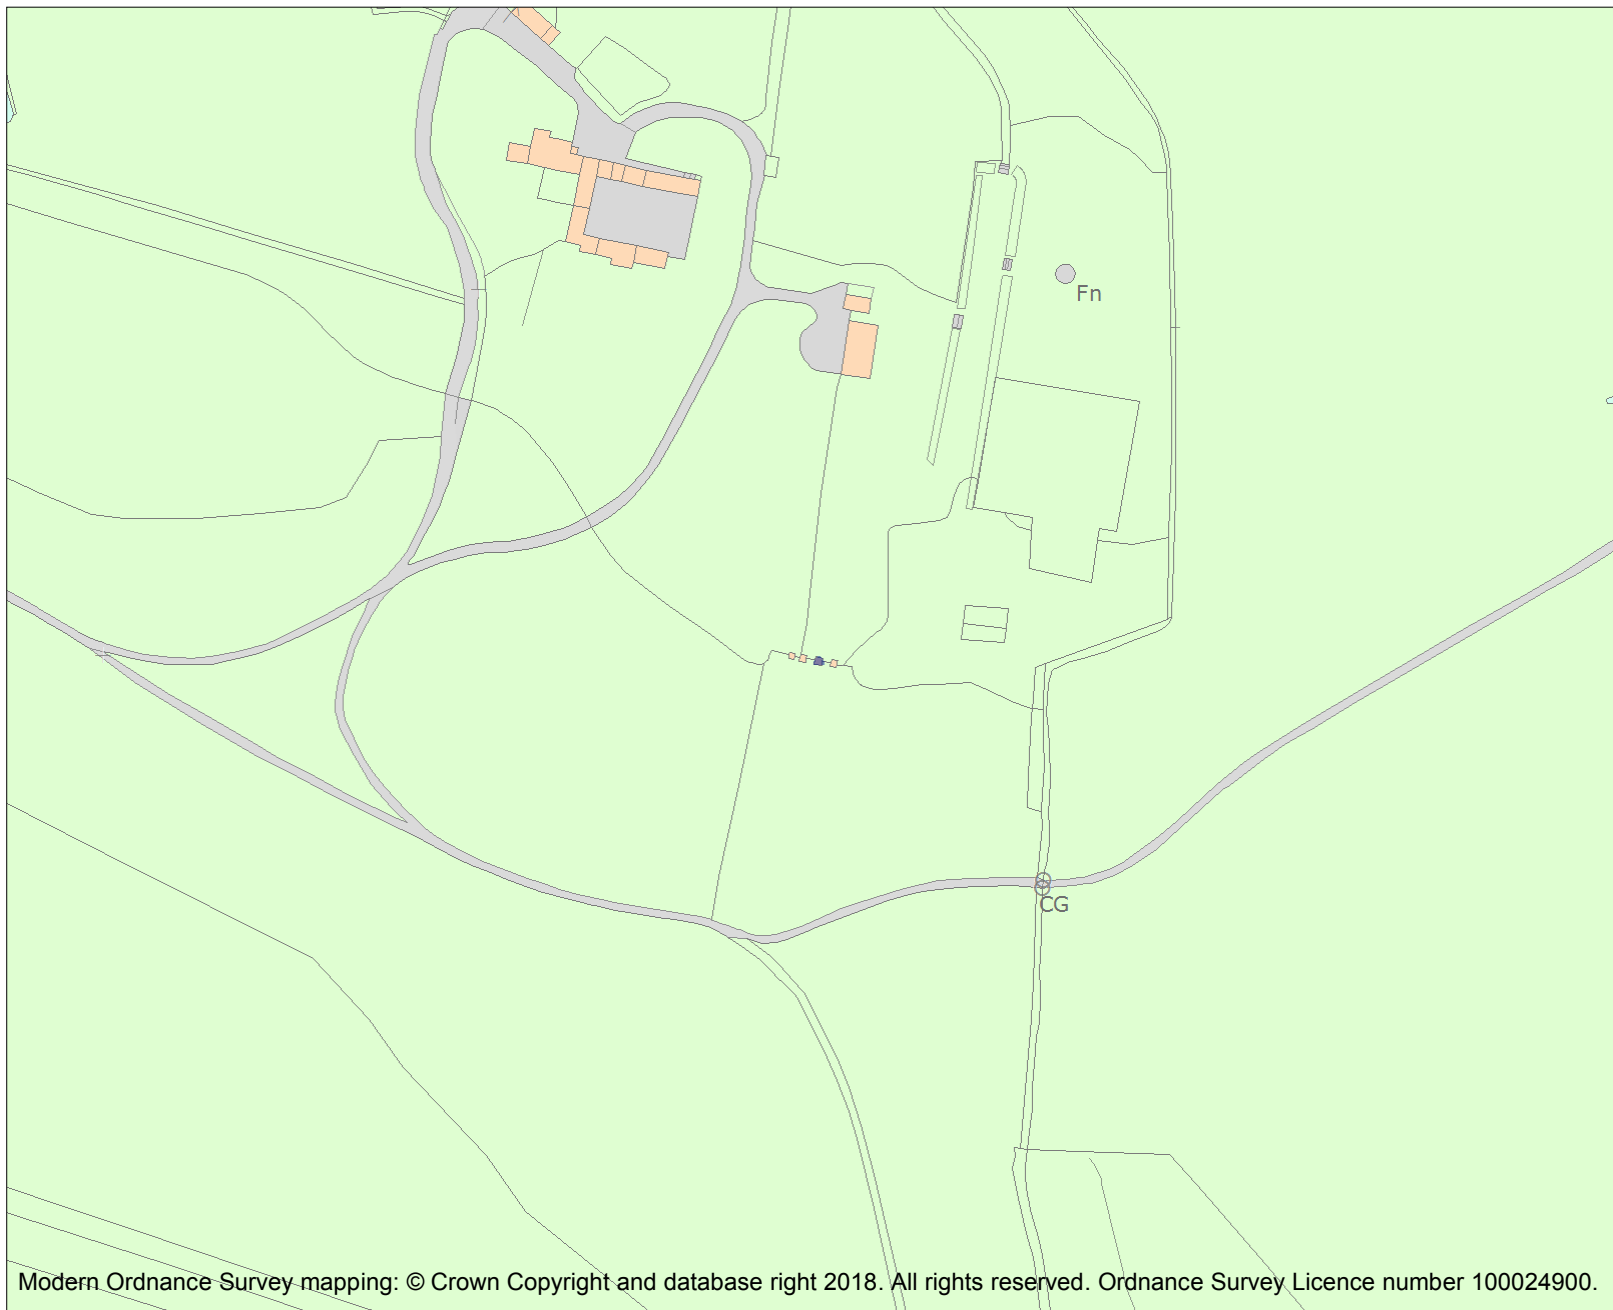 Fn
CG
Modern Ordnance Survey mapping: © Crown Copyright and database right 2018. All rights reserved. Ordnance Survey Licence number 100024900.